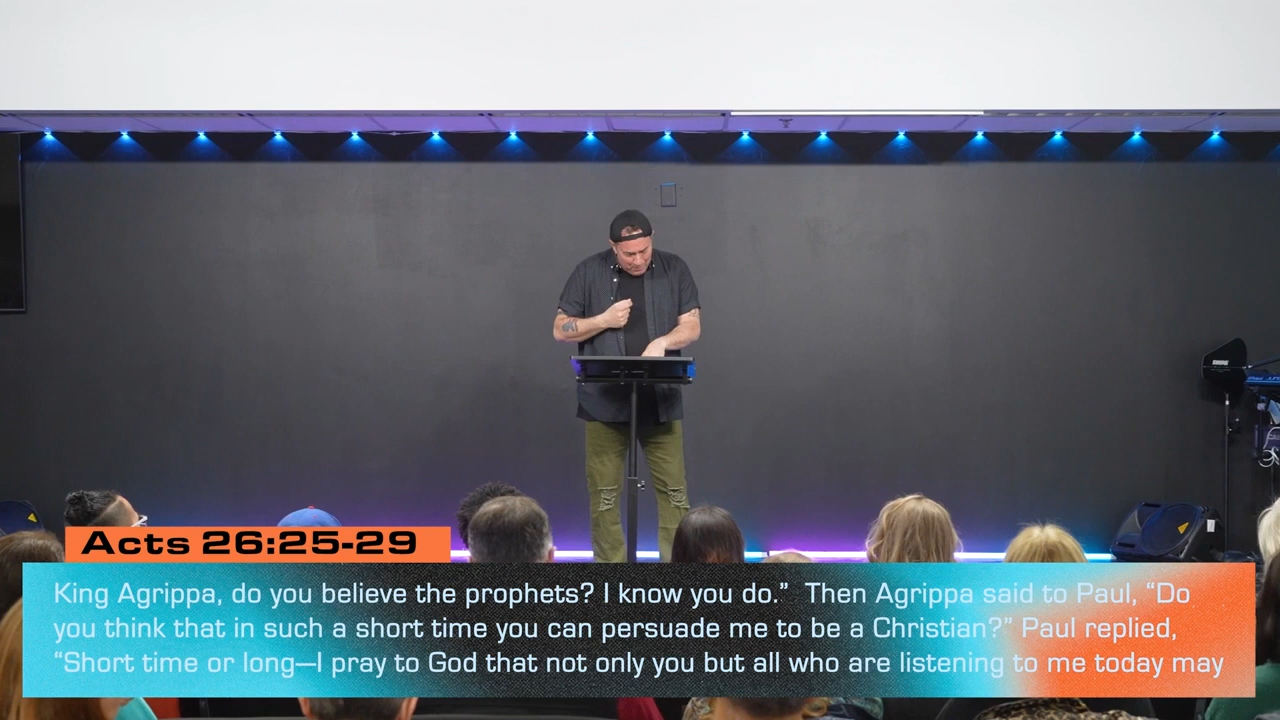 Acts 26:25-29
King Agrippa, do you believe the prophets? I know you do.”  Then Agrippa said to Paul, “Do
you think that in such a short time you can persuade me to be a Christian?” Paul replied,
“Short time or long—I pray to God that not only you but all who are listening to me today may